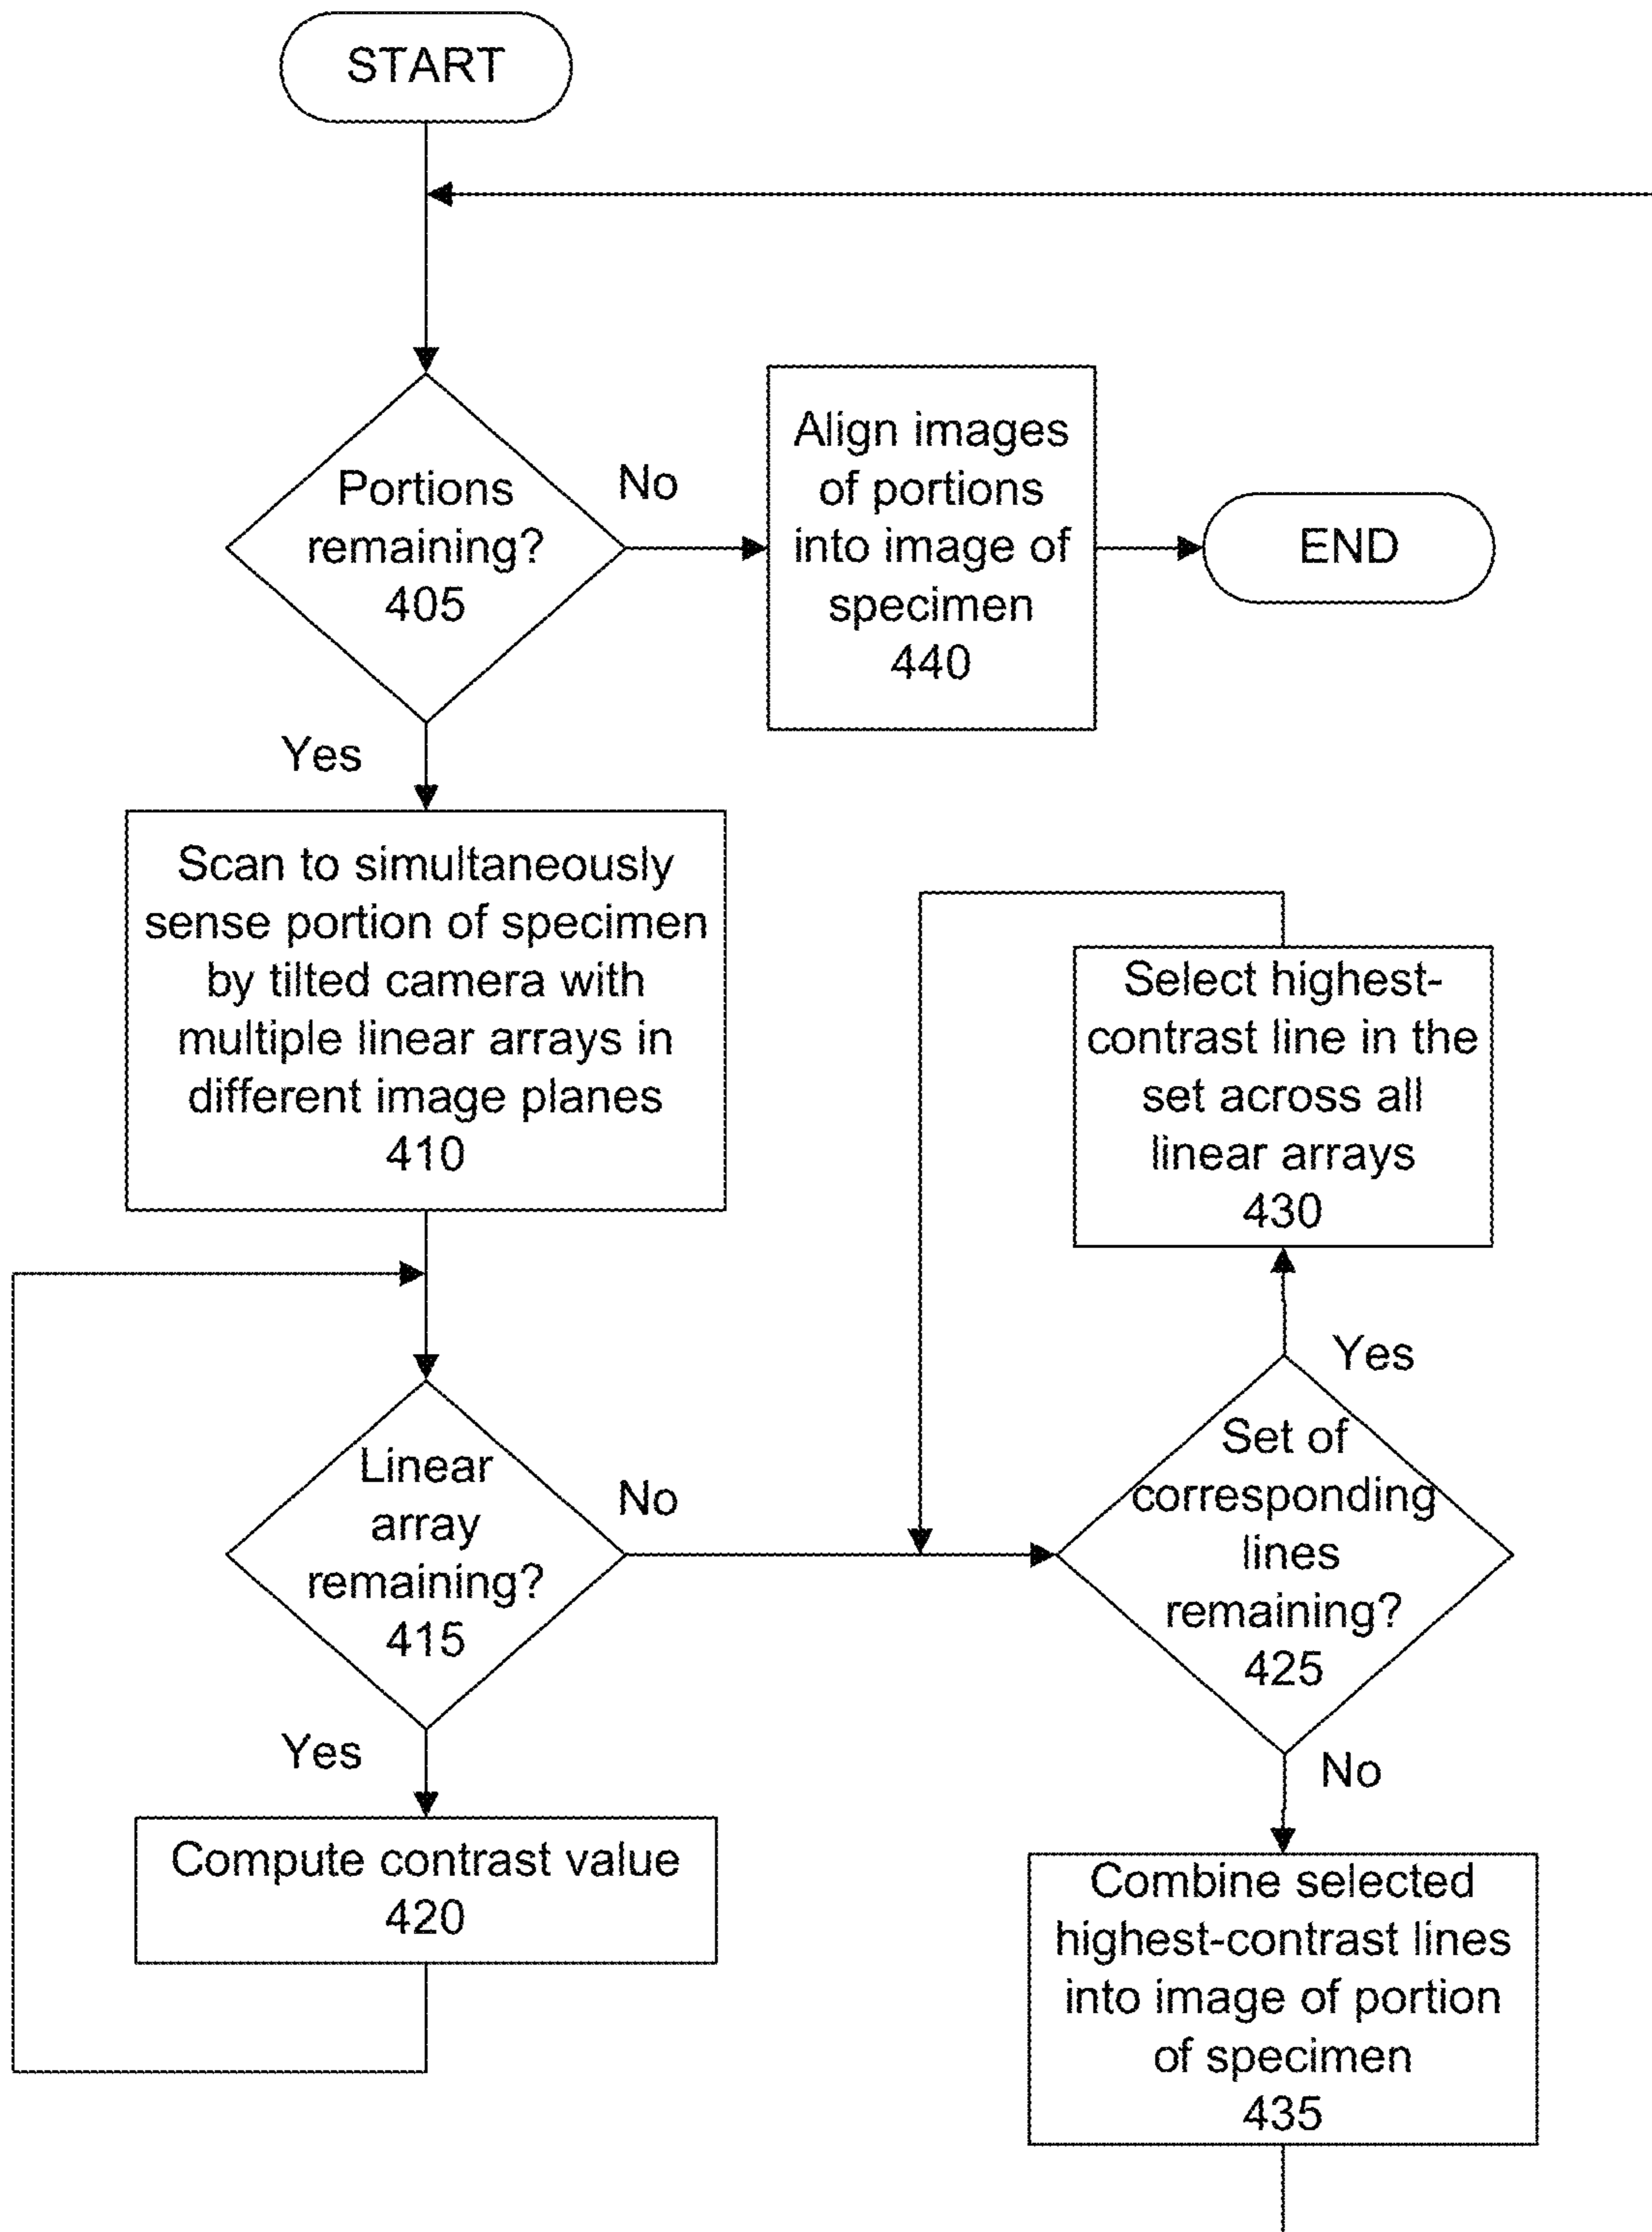 START
Portions
remaining?
405
No
Align images
of portions
into image of
specimen
440
END
Yes
Scan to simultaneously
sense portion of specimen
by tilted camera with
multiple linear arrays in
different image planes
410
Linear
array
remaining?
415
No
Yes
Compute contrast value
420
Select highest-
contrast line in the
set across all
linear arrays
430
Yes
Set of
corresponding
lines
remaining?
425
No
Combine selected
highest-contrast lines
into image of portion
of specimen
435